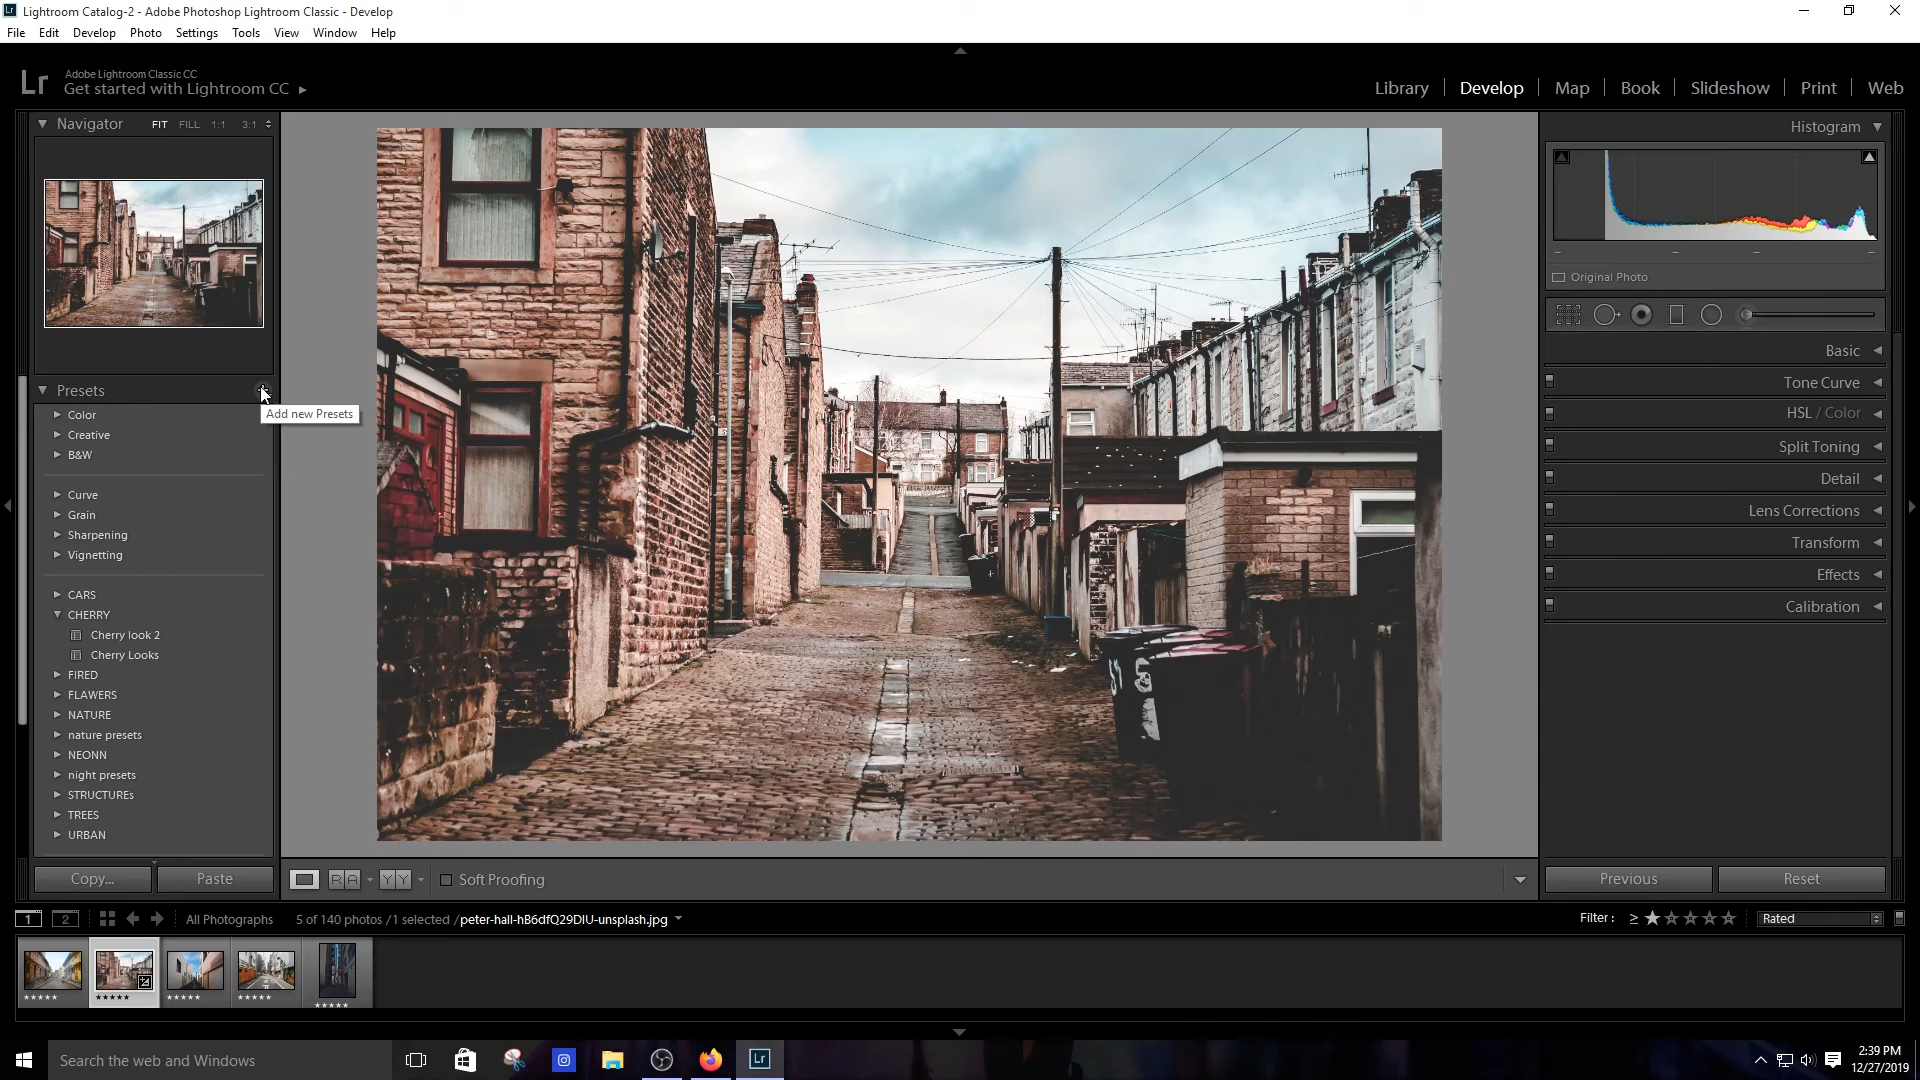 Lightroom Catalog-2 - Adobe Photoshop Lightroom Classic - Develop
File Edit Develop Photo Settings Tools View Window Help
Lr
Adobe Lightroom Classic CC
Get started with Lightroom CC
Library Develop Map Book Slideshow Print Web
Navigator FIT FILL 1:1 3:1
Presets
Add new Presets
Color
Creative
B&W
Curve
Grain
Sharpening
Vignetting
CARS
CHERRY
Cherry look 2
Cherry Looks
FIRED
FLAWERS
NATURE
nature presets
NEONN
night presets
STRUCTUREs
TREES
URBAN
Copy... Paste
Histogram
Original Photo
Basic
Tone Curve
HSL / Color
Split Toning
Detail
Lens Corrections
Transform
Effects
Calibration
Previous Reset
R A Y Y Soft Proofing
1 2 All Photographs 5 of 140 photos / 1 selected / peter-hall-hB6dfQ29DIU-unsplash.jpg
Filter : ≥ Rated
Search the web and Windows
Lr
2:39 PM
12/27/2019